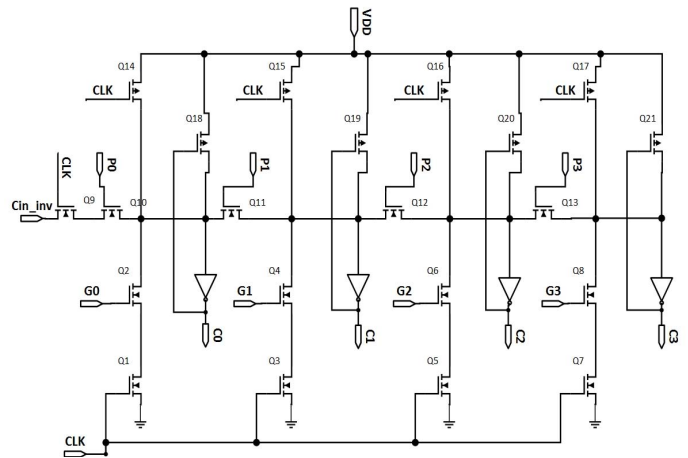 VDD
Q14
Q15
Q16
Q17
CLK
CLK
CLK
CLK
Q18
Q19
Q20
Q21
CLK
P0
P1
P2
P3
Cin_inv
Q9
Q10
Q11
Q12
Q13
Q2
Q4
Q6
Q8
G0
G1
G2
G3
C0
C1
C2
C3
Q1
Q3
Q5
Q7
CLK